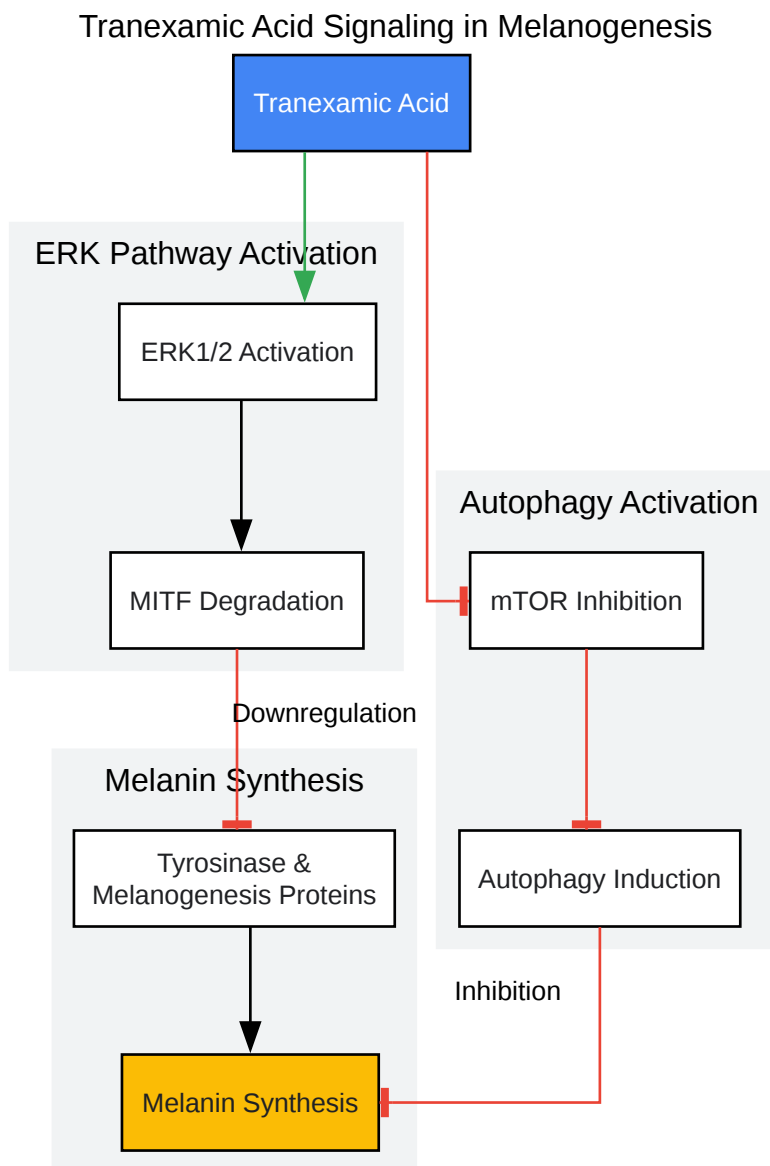 Tranexamic Acid Signaling in Melanogenesis
Tranexamic Acid
ERK Pathway Activation
ERK1/2 Activation
Autophagy Activation
MITF Degradation
mTOR Inhibition
Downregulation
Melanin Synthesis
Tyrosinase &
Melanogenesis Proteins
Autophagy Induction
Inhibition
Melanin Synthesis